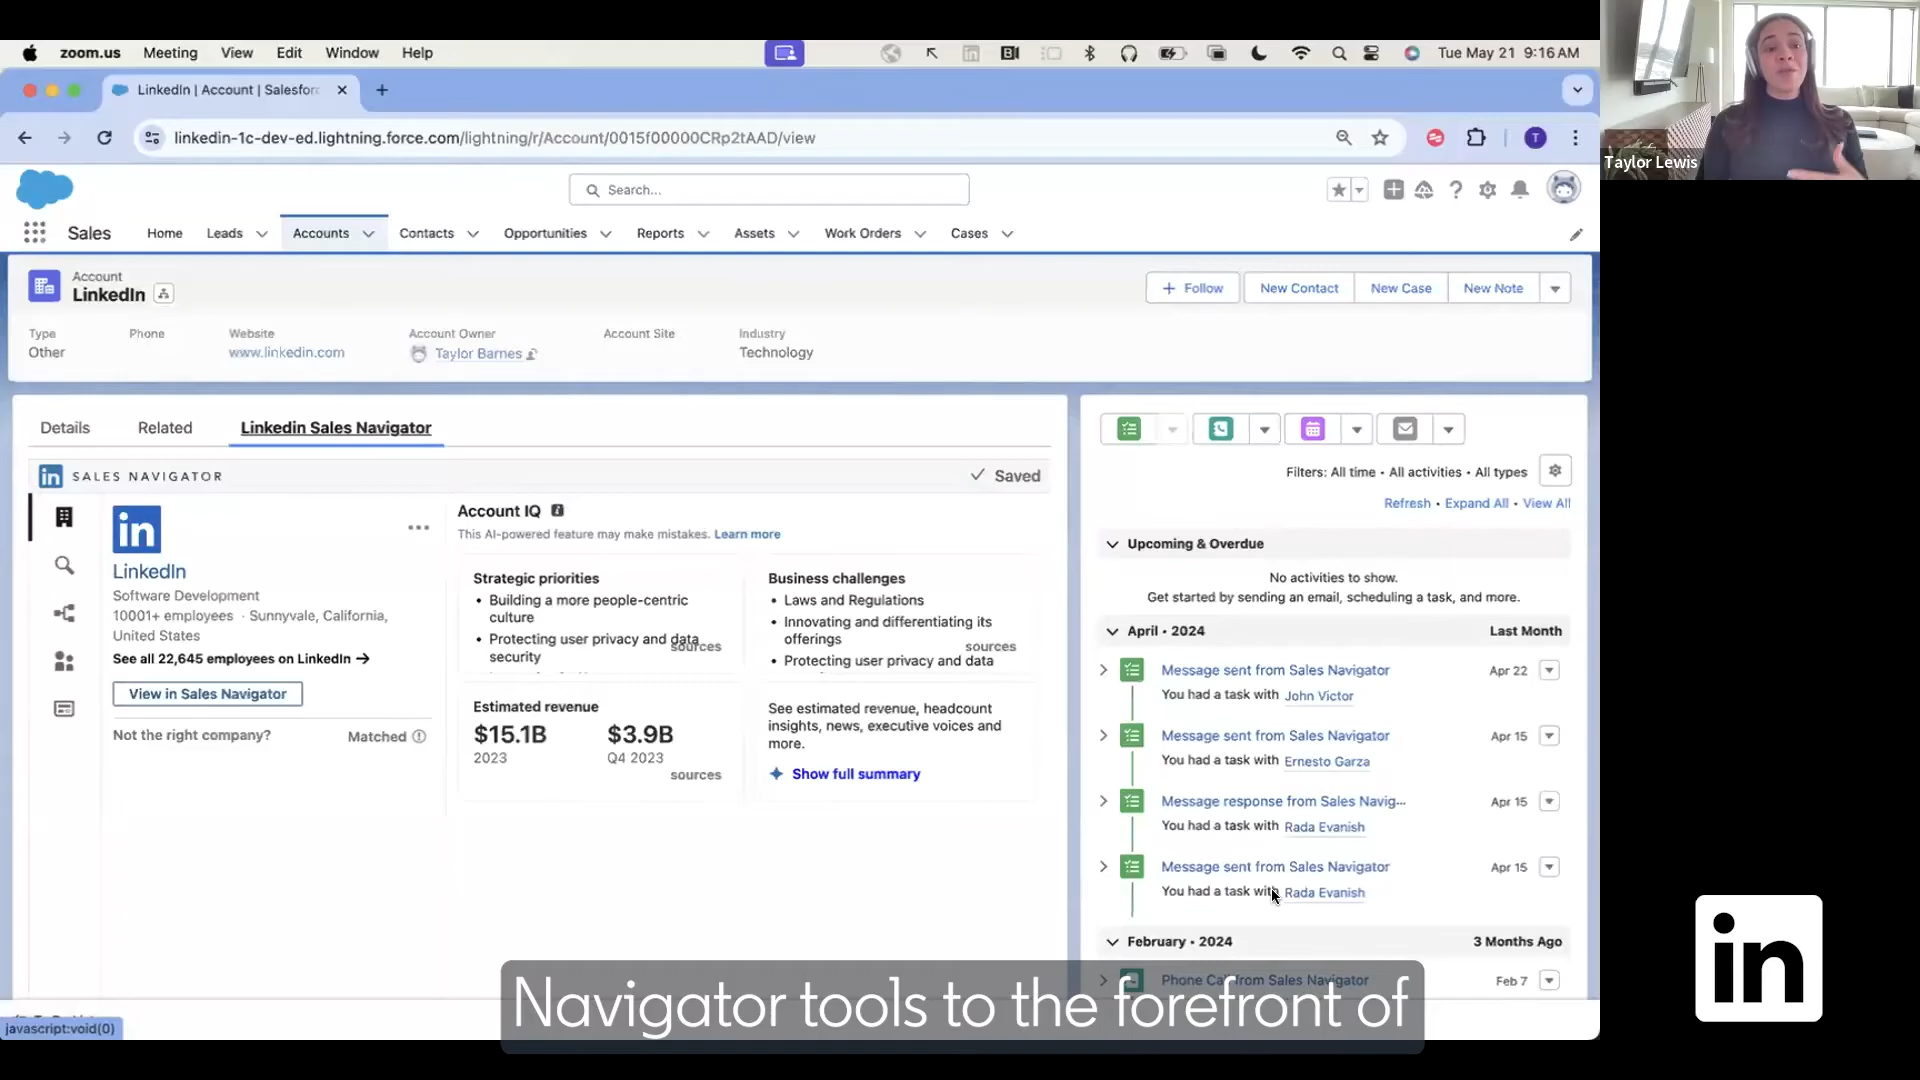 zoom.us Meeting View Edit Window Help
Tue May 21 9:16 AM
LinkedIn | Account | Salesforc
linkedin-1c-dev-ed.lightning.force.com/lightning/r/Account/0015f00000CRp2tAAD/view
T
Taylor Lewis
Search...
Sales Home Leads Accounts Contacts Opportunities Reports Assets Work Orders Cases
Account
LinkedIn
Follow New Contact New Case New Note
Type Phone Website Account Owner Account Site Industry
Other www.linkedin.com Taylor Barnes Technology
Details Related Linkedin Sales Navigator
in SALES NAVIGATOR
Saved
in
LinkedIn
Software Development
10001+ employees · Sunnyvale, California,
United States
See all 22,645 employees on LinkedIn →
View in Sales Navigator
Not the right company? Matched
Account IQ
This AI-powered feature may make mistakes. Learn more
Strategic priorities
• Building a more people-centric
culture
• Protecting user privacy and data
security
sources
Business challenges
• Laws and Regulations
• Innovating and differentiating its
offerings
• Protecting user privacy and data
sources
Estimated revenue
$15.1B $3.9B
2023 Q4 2023
sources
See estimated revenue, headcount
insights, news, executive voices and
more.
Show full summary
Filters: All time • All activities • All types
Refresh • Expand All • View All
Upcoming & Overdue
No activities to show.
Get started by sending an email, scheduling a task, and more.
April • 2024 Last Month
Message sent from Sales Navigator Apr 22
You had a task with John Victor
Message sent from Sales Navigator Apr 15
You had a task with Ernesto Garza
Message response from Sales Navig... Apr 15
You had a task with Rada Evanish
Message sent from Sales Navigator Apr 15
You had a task with Rada Evanish
February • 2024 3 Months Ago
Phone Call from Sales Navigator Feb 7
javascript:void(0)
Navigator tools to the forefront of
in